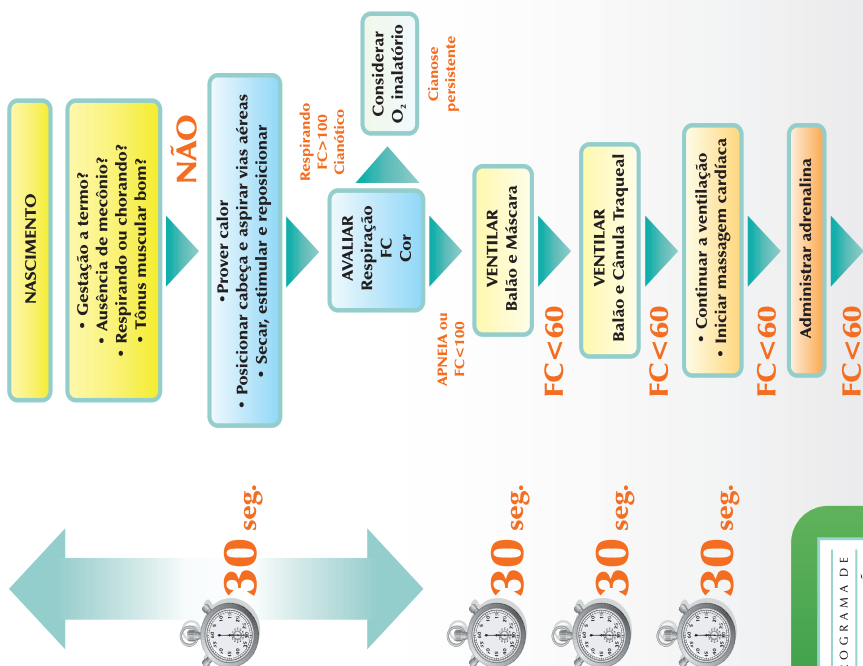 NASCIMENTO
• Gestação a termo?
• Ausência de mecônio?
• Respirando ou chorando?
• Tônus muscular bom?
NÃO
• Prover calor
• Posicionar cabeça e aspirar vias aéreas
• Secar, estimular e reposicionar
30 seg.
Respirando
FC>100
Cianótico
AVALIAR
Respiração
FC
Cor
Considerar
O₂ inalatório
Cianose
persistente
APNEIA ou
FC<100
VENTILAR
Balão e Máscara
30 seg.
FC<60
VENTILAR
Balão e Cânula Traqueal
30 seg.
FC<60
• Continuar a ventilação
• Iniciar massagem cardíaca
30 seg.
FC<60
Administrar adrenalina
FC<60
OGRAMA DE